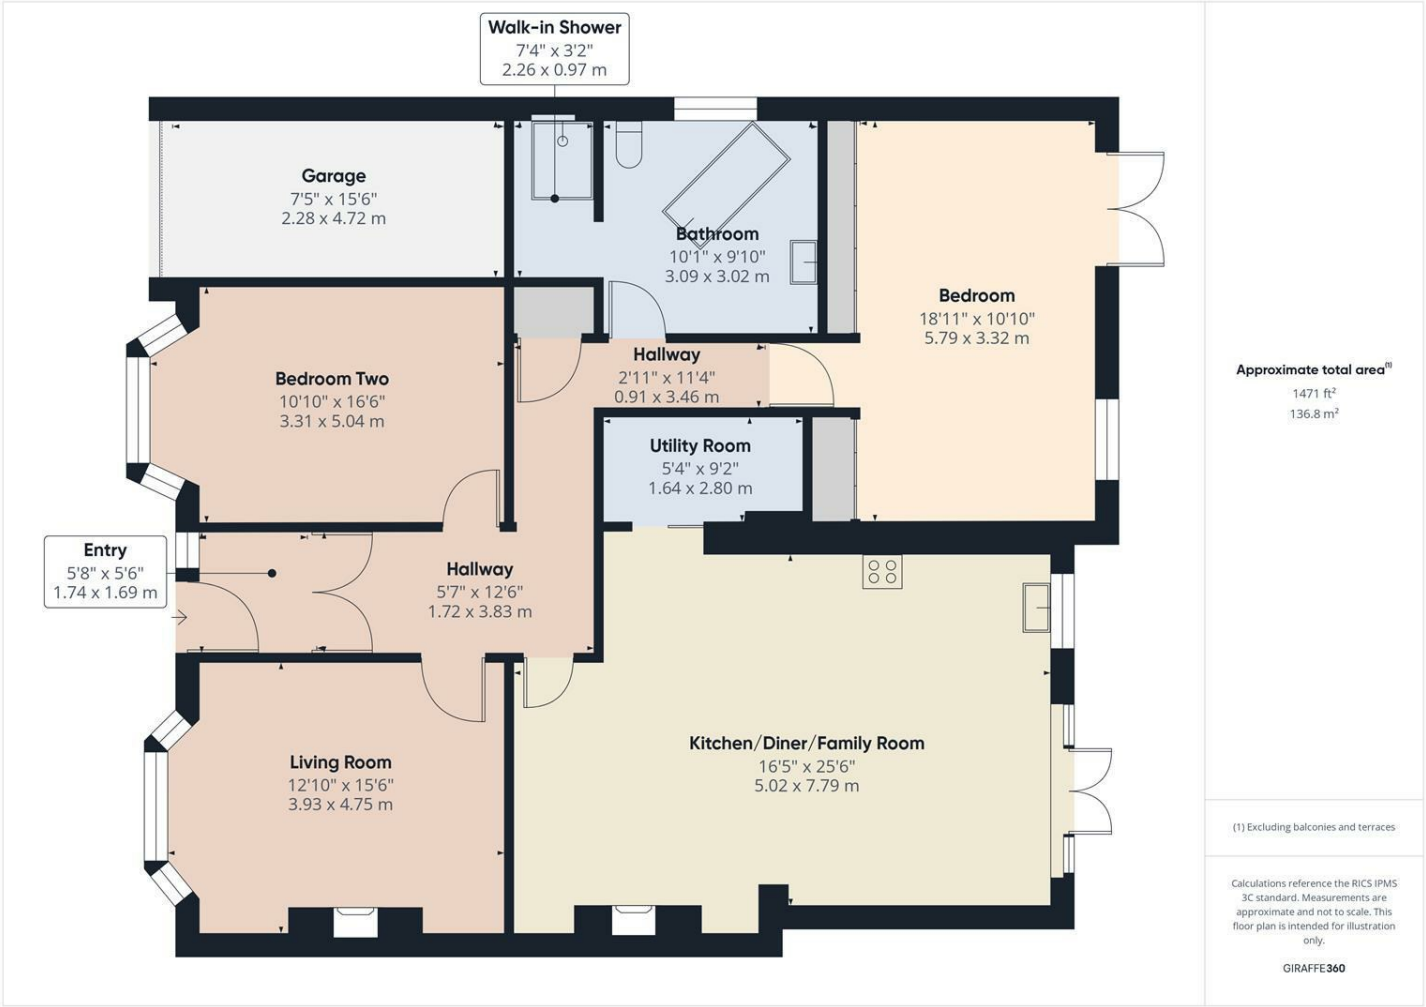 Walk-in Shower
7'4" x 3'2"
2.26 x 0.97 m
Garage
7'5" x 15'6"
2.28 x 4.72 m
Bathroom
10'1" x 9'10"
3.09 x 3.02 m
Bedroom
18'11" x 10'10"
5.79 x 3.32 m
Hallway
2'11" x 11'4"
0.91 x 3.46 m
Bedroom Two
10'10" x 16'6"
3.31 x 5.04 m
Utility Room
5'4" x 9'2"
1.64 x 2.80 m
Entry
5'8" x 5'6"
1.74 x 1.69 m
Hallway
5'7" x 12'6"
1.72 x 3.83 m
Living Room
12'10" x 15'6"
3.93 x 4.75 m
Kitchen/Diner/Family Room
16'5" x 25'6"
5.02 x 7.79 m
Approximate total area(1)
1471 ft²
136.8 m²
(1) Excluding balconies and terraces
Calculations reference the RICS IPMS
3C standard. Measurements are
approximate and not to scale. This
floor plan is intended for illustration
only.
GIRAFFE360